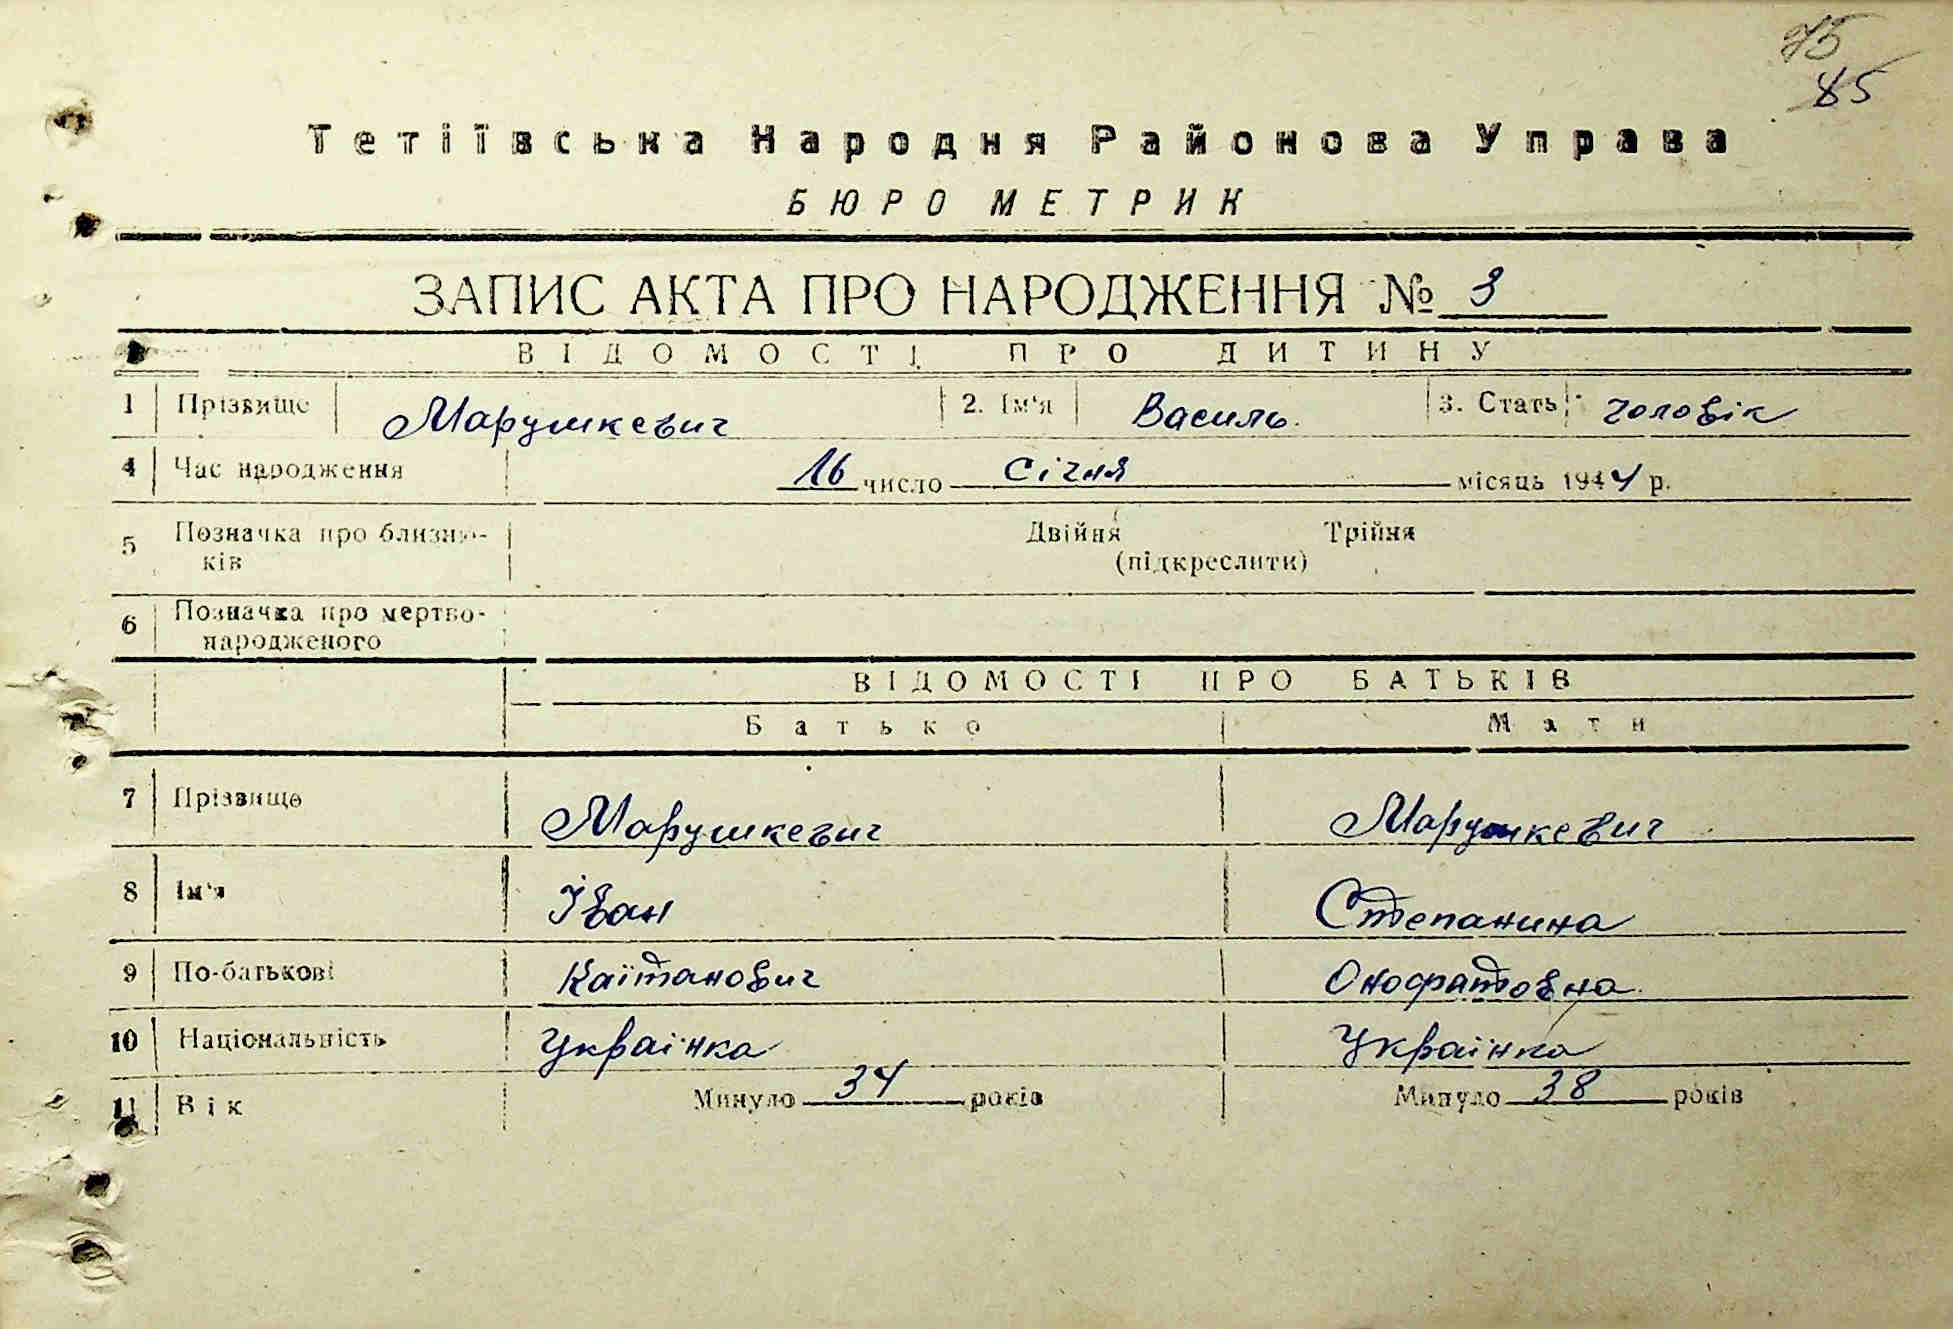 75
85
Тетіївська Народня Районова Управа
БЮРО МЕТРИК
ЗАПИС АКТА ПРО НАРОДЖЕННЯ № 3
ВІДОМОСТІ ПРО ДИТИНУ
1 Прізвище Марушкевич 2. Ім'я Василь 3. Стать чоловік
4 Час народження 16 число січня місяць 1944 р.
5 Позначка про близнюків Двійня Трійня
(підкреслити)
6 Позначка про мертвонародженого
ВІДОМОСТІ ПРО БАТЬКІВ
Батько Мати
7 Прізвище Марушкевич Марушкевич
8 Ім'я Іван Степанина
9 По-батькові Каїтанович
10 Національність Українка Українка
11 Вік Минуло 34 років Минуло 38 років